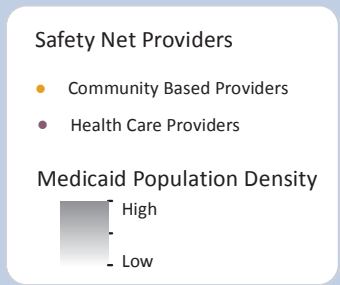 Safety Net Providers
Community Based Providers
Health Care Providers
Medicaid Population Density
High
Low